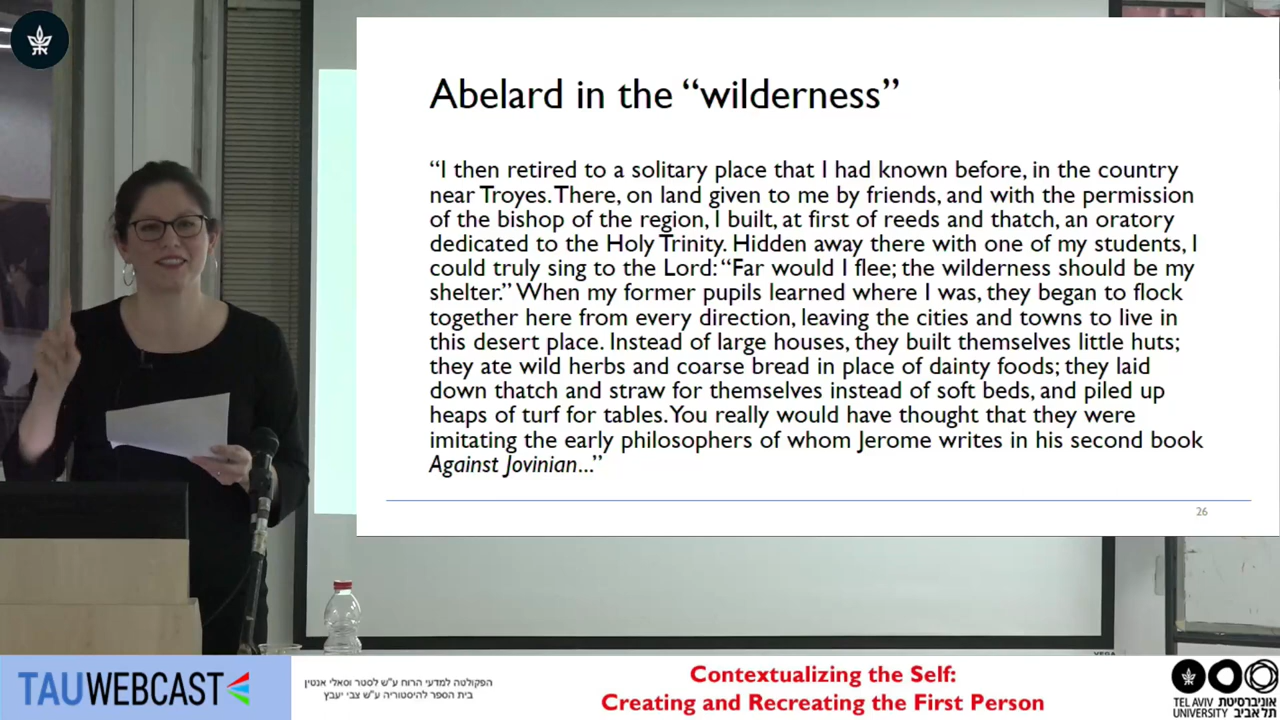 Abelard in the “wilderness”
“I then retired to a solitary place that I had known before, in the country
near Troyes. There, on land given to me by friends, and with the permission
of the bishop of the region, I built, at first of reeds and thatch, an oratory
dedicated to the Holy Trinity. Hidden away there with one of my students, I
could truly sing to the Lord: “Far would I flee; the wilderness should be my
shelter.” When my former pupils learned where I was, they began to flock
together here from every direction, leaving the cities and towns to live in
this desert place. Instead of large houses, they built themselves little huts;
they ate wild herbs and coarse bread in place of dainty foods; they laid
down thatch and straw for themselves instead of soft beds, and piled up
heaps of turf for tables. You really would have thought that they were
imitating the early philosophers of whom Jerome writes in his second book
Against Jovinian...”
26
TAUWEBCAST
הפקולטה למדעי הרוח ע"ש לסטר וסאלי אנטין
בית הספר להיסטוריה ע"ש צבי יעבץ
Contextualizing the Self:
Creating and Recreating the First Person
TEL AVIV אוניברסיטת
UNIVERSITY תל אביב